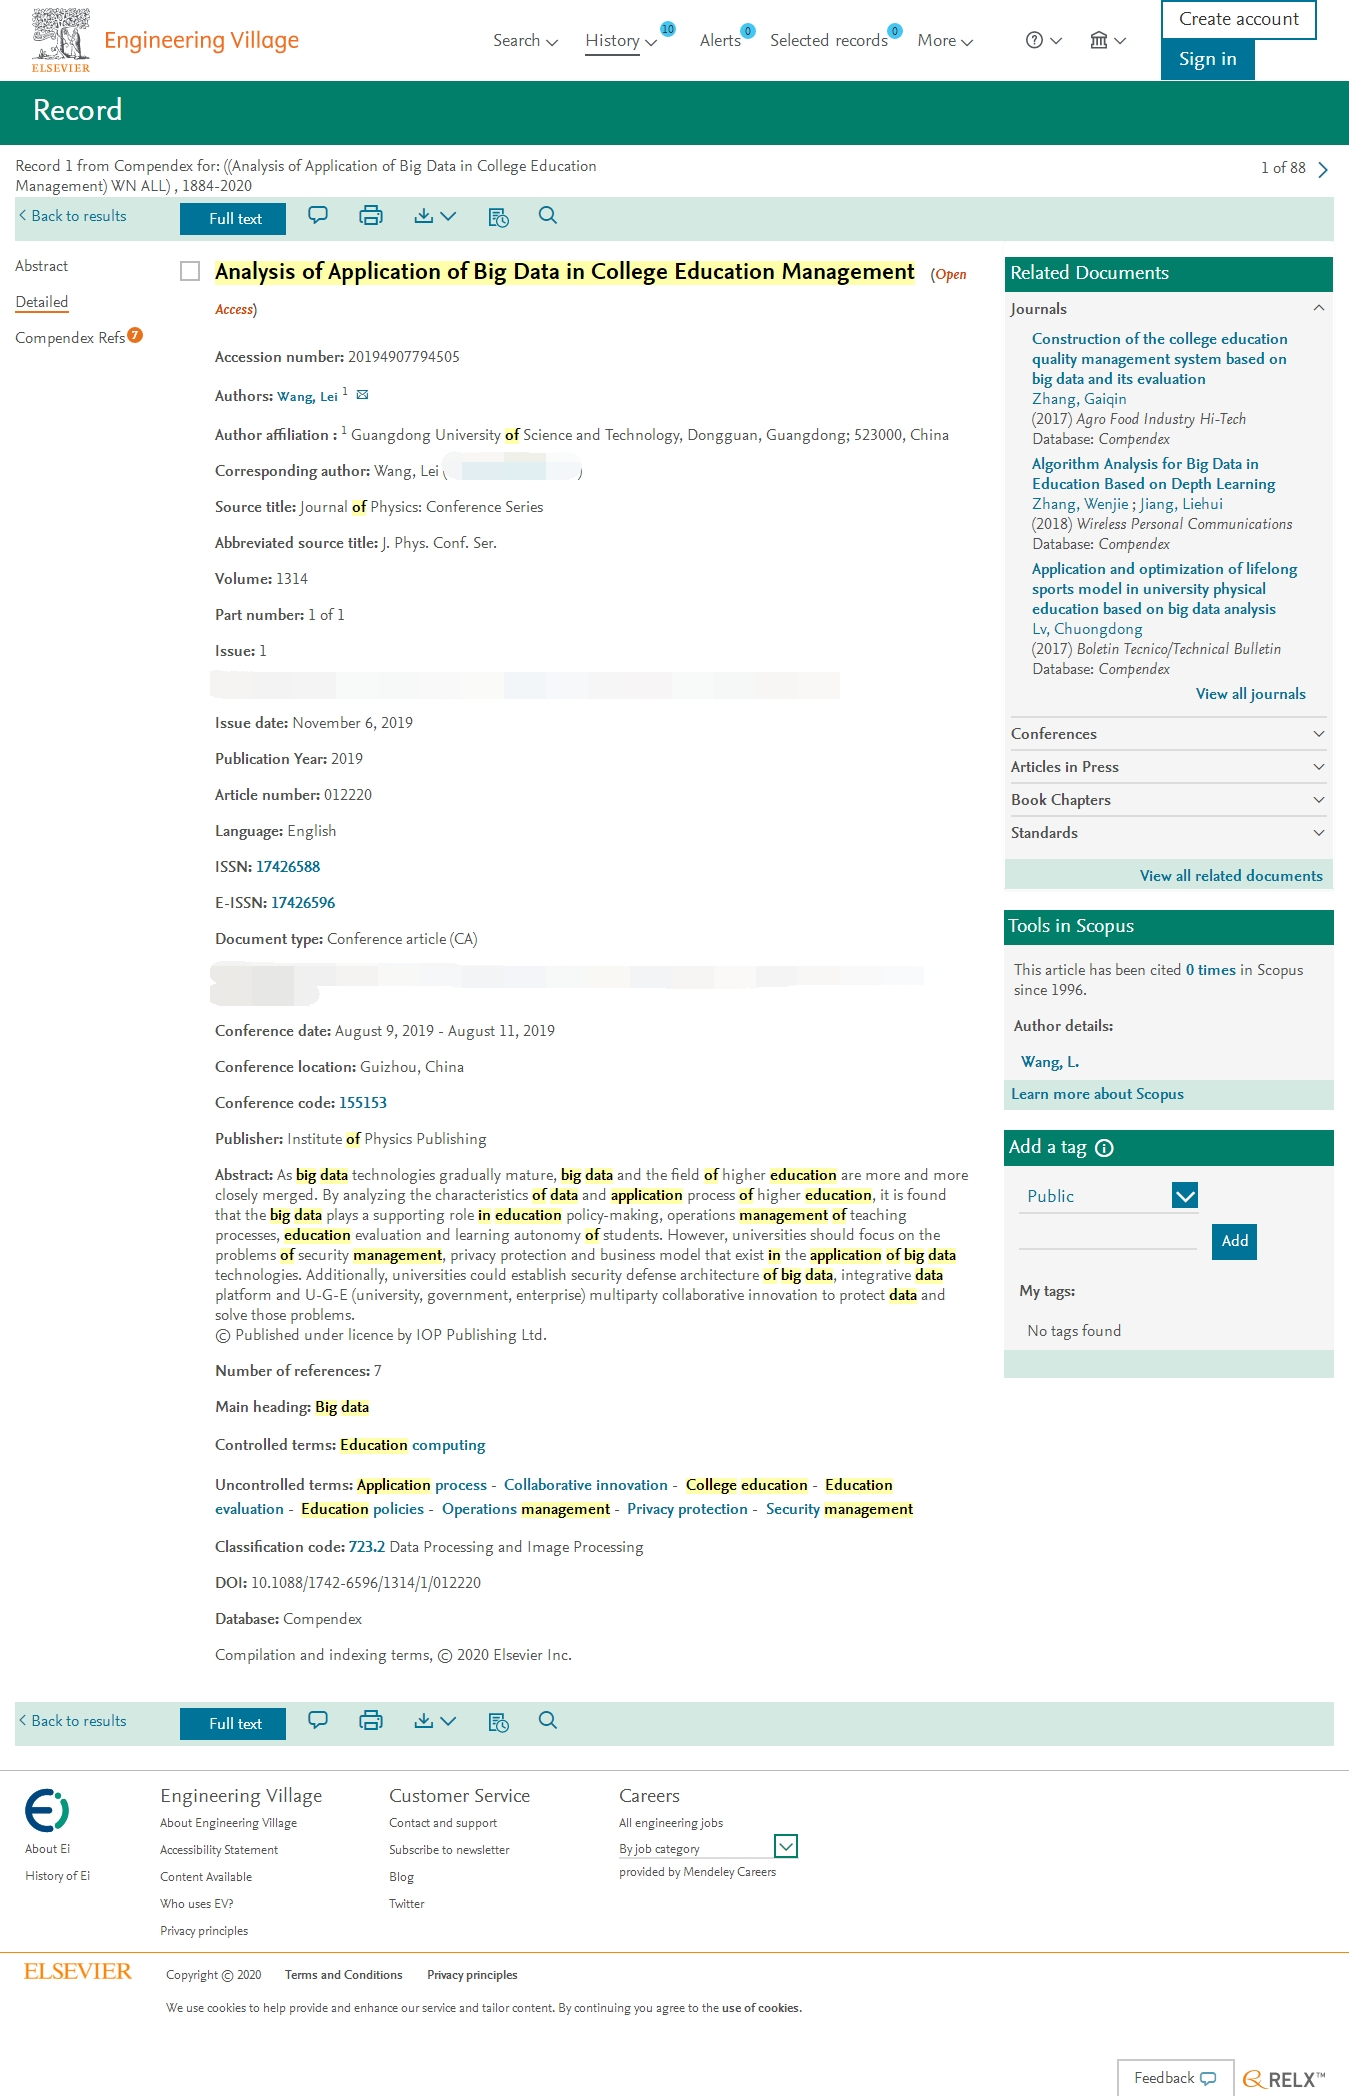 ELSEVIER
Engineering Village
Search
History
10
Alerts
0
Selected records
0
More
Create account
Sign in
Record
Record 1 from Compendex for: ((Analysis of Application of Big Data in College Education
Management) WN ALL) , 1884-2020
1 of 88
Back to results
Full text
Abstract
Detailed
Compendex Refs 7
Analysis of Application of Big Data in College Education Management (Open
Access)
Accession number: 20194907794505
Authors: Wang, Lei 1
Author affiliation : 1 Guangdong University of Science and Technology, Dongguan, Guangdong; 523000, China
Corresponding author: Wang, Lei ( )
Source title: Journal of Physics: Conference Series
Abbreviated source title: J. Phys. Conf. Ser.
Volume: 1314
Part number: 1 of 1
Issue: 1
Issue date: November 6, 2019
Publication Year: 2019
Article number: 012220
Language: English
ISSN: 17426588
E-ISSN: 17426596
Document type: Conference article (CA)
Conference date: August 9, 2019 - August 11, 2019
Conference location: Guizhou, China
Conference code: 155153
Publisher: Institute of Physics Publishing
Abstract: As big data technologies gradually mature, big data and the field of higher education are more and more
closely merged. By analyzing the characteristics of data and application process of higher education, it is found
that the big data plays a supporting role in education policy-making, operations management of teaching
processes, education evaluation and learning autonomy of students. However, universities should focus on the
problems of security management, privacy protection and business model that exist in the application of big data
technologies. Additionally, universities could establish security defense architecture of big data, integrative data
platform and U-G-E (university, government, enterprise) multiparty collaborative innovation to protect data and
solve those problems.
© Published under licence by IOP Publishing Ltd.
Number of references: 7
Main heading: Big data
Controlled terms: Education computing
Uncontrolled terms: Application process - Collaborative innovation - College education - Education
evaluation - Education policies - Operations management - Privacy protection - Security management
Classification code: 723.2 Data Processing and Image Processing
DOI: 10.1088/1742-6596/1314/1/012220
Database: Compendex
Compilation and indexing terms, © 2020 Elsevier Inc.
Related Documents
Journals
Construction of the college education
quality management system based on
big data and its evaluation
Zhang, Gaiqin
(2017) Agro Food Industry Hi-Tech
Database: Compendex
Algorithm Analysis for Big Data in
Education Based on Depth Learning
Zhang, Wenjie ; Jiang, Liehui
(2018) Wireless Personal Communications
Database: Compendex
Application and optimization of lifelong
sports model in university physical
education based on big data analysis
Lv, Chuongdong
(2017) Boletin Tecnico/Technical Bulletin
Database: Compendex
View all journals
Conferences
Articles in Press
Book Chapters
Standards
View all related documents
Tools in Scopus
This article has been cited 0 times in Scopus
since 1996.
Author details:
Wang, L.
Learn more about Scopus
Add a tag
Public
Add
My tags:
No tags found
Back to results
Full text
About Ei
History of Ei
Engineering Village
About Engineering Village
Accessibility Statement
Content Available
Who uses EV?
Privacy principles
Customer Service
Contact and support
Subscribe to newsletter
Blog
Twitter
Careers
All engineering jobs
By job category
provided by Mendeley Careers
ELSEVIER
Copyright © 2020
Terms and Conditions
Privacy principles
We use cookies to help provide and enhance our service and tailor content. By continuing you agree to the use of cookies.
Feedback
RELX™